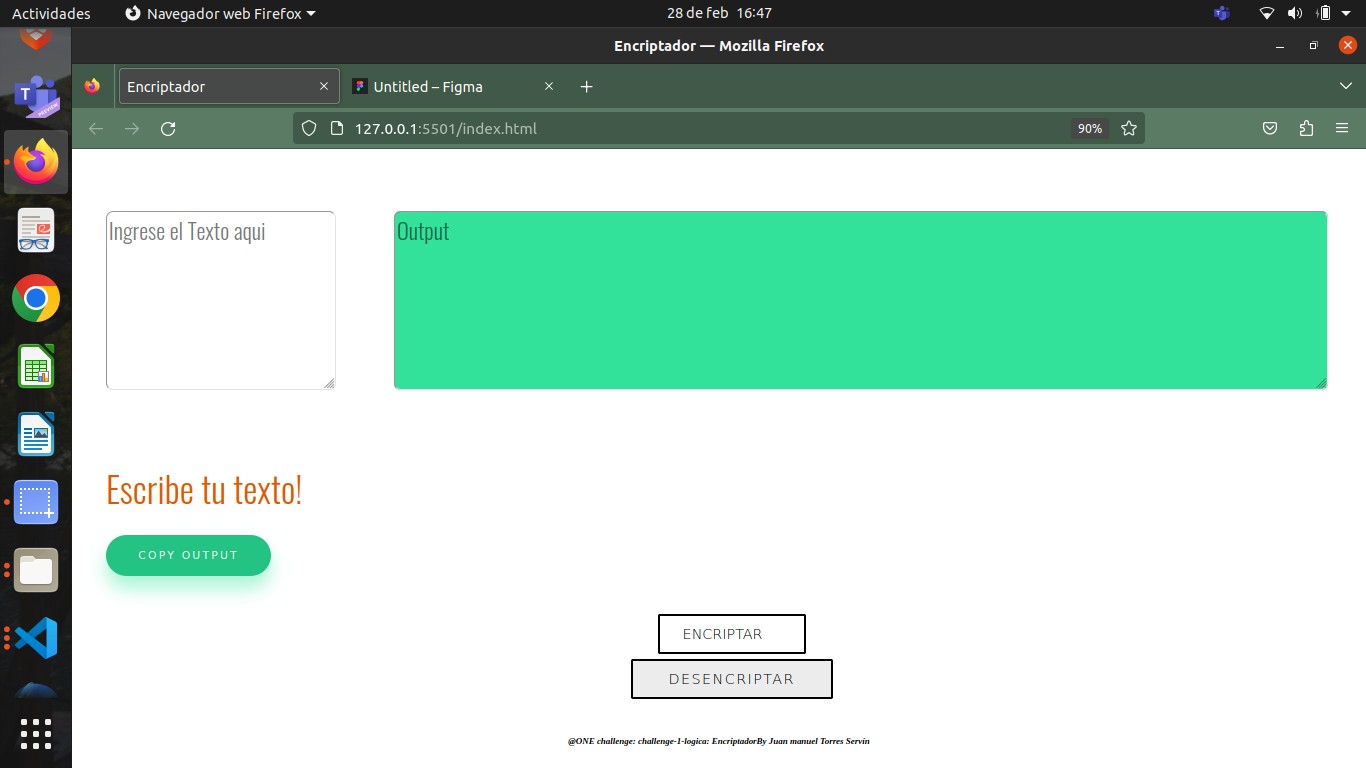 Actividades Navegador web Firefox 28 de feb 16:47
Encriptador — Mozilla Firefox
Encriptador Untitled – Figma
127.0.0.1:5501/index.html 90%
T
PREVIEW
Ingrese el Texto aqui Output
Escribe tu texto!
COPY OUTPUT
ENCRIPTAR
DESENCRIPTAR
@ONE challenge: challenge-1-logica: EncriptadorBy Juan manuel Torres Servín